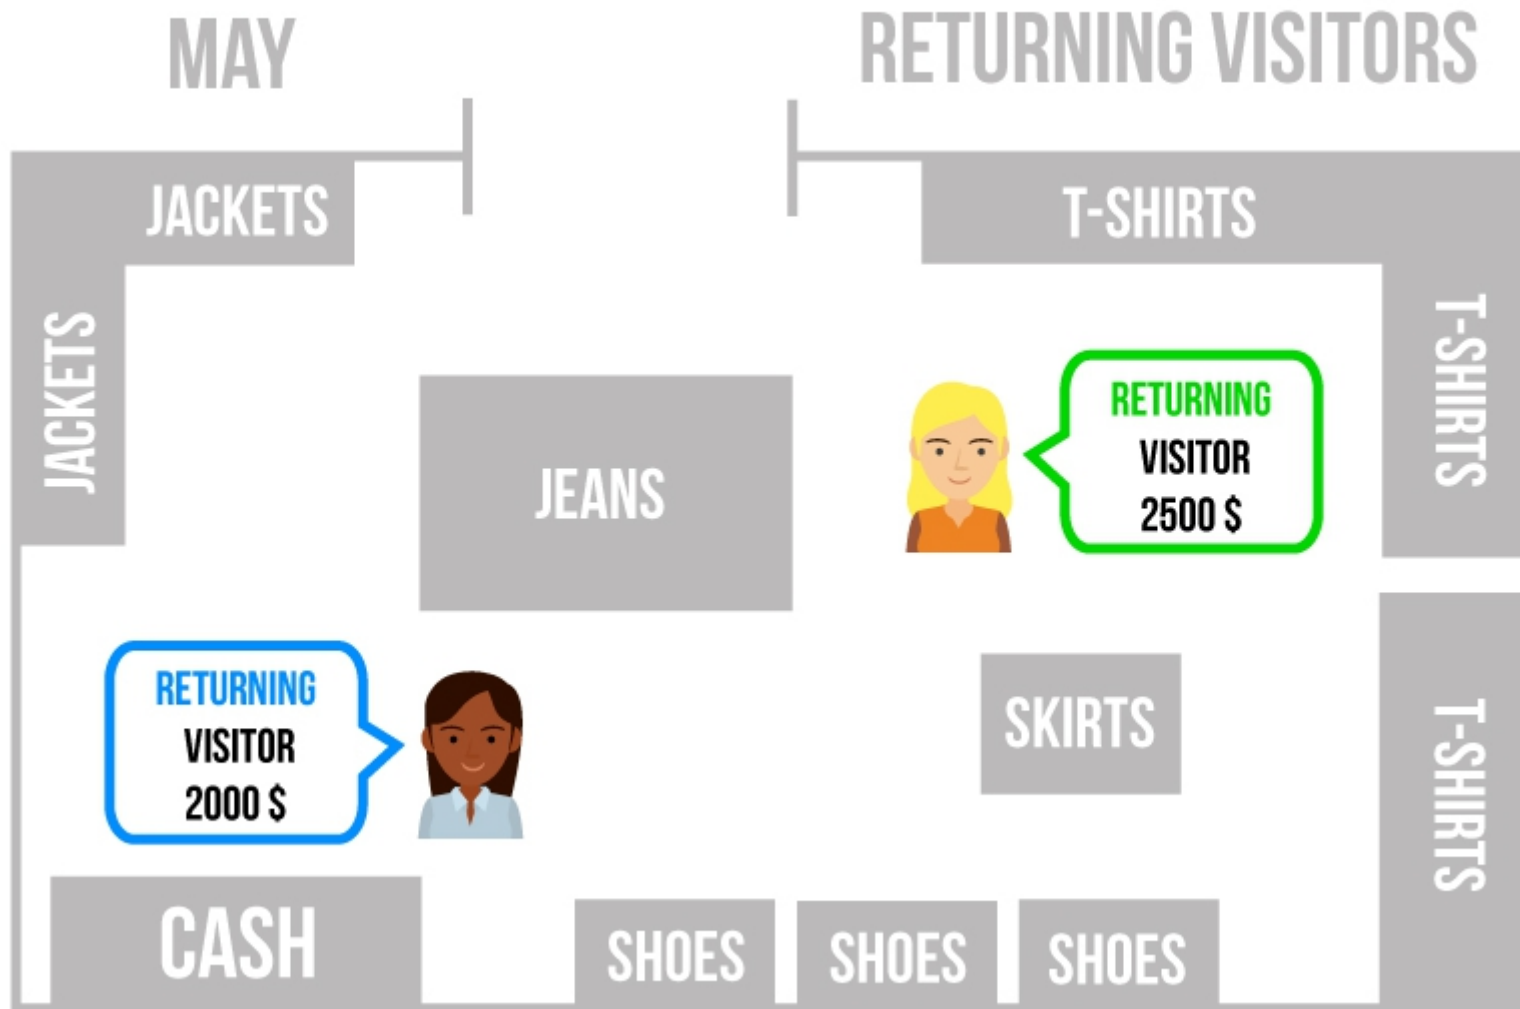 MAY
RETURNING VISITORS
JACKETS
T-SHIRTS
JACKETS
T-SHIRTS
JEANS
RETURNING
VISITOR
2500 $
RETURNING
VISITOR
2000 $
SKIRTS
T-SHIRTS
CASH
SHOES
SHOES
SHOES